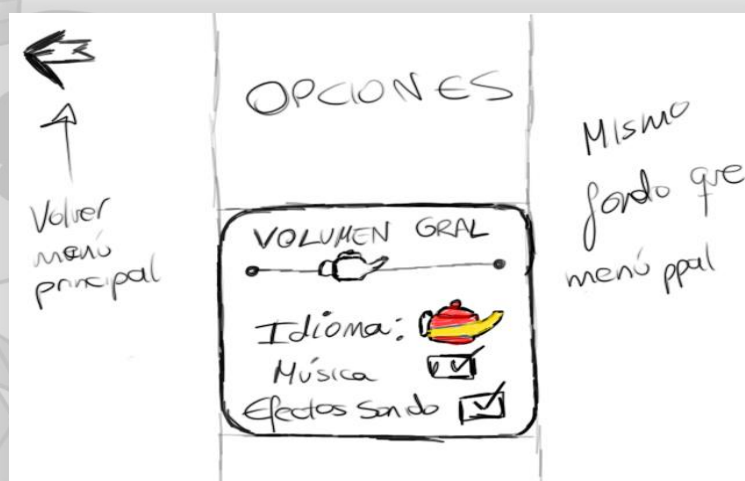 OPCIONES
Volver
menú
principal
Mismo
fondo que
menú ppal
VOLUMEN GRAL
Idioma:
Música
Efectos Sonido